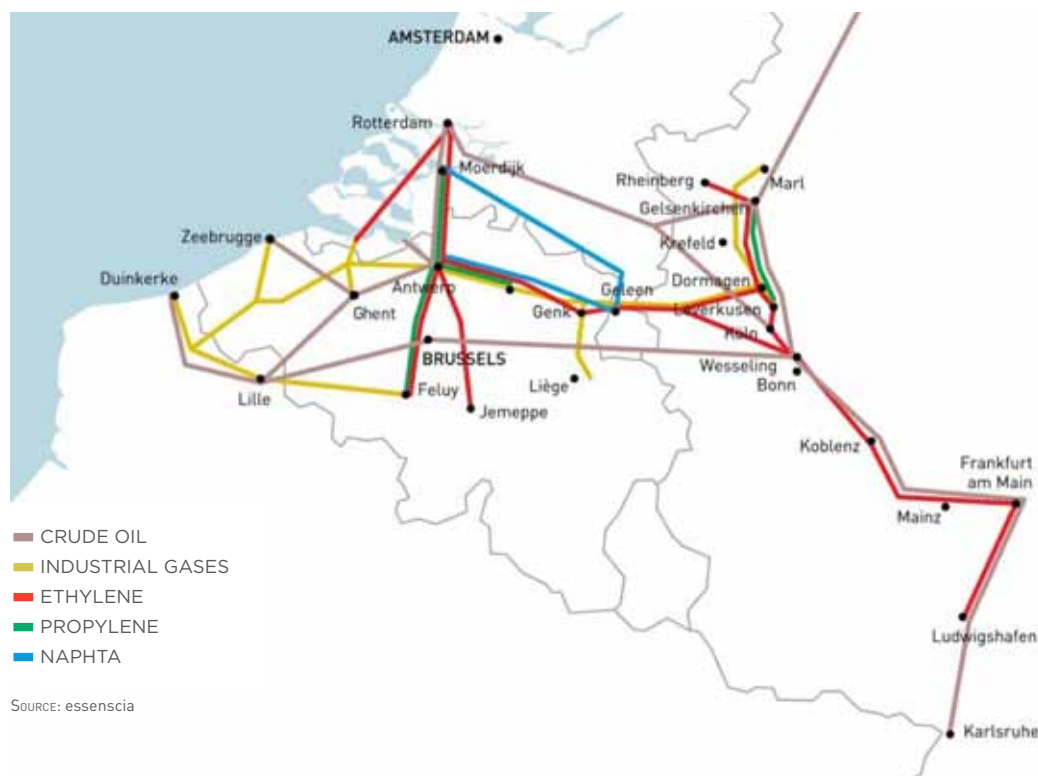 AMSTERDAM
Rotterdam
Moerdijk
Rheinberg
Marl
Gelsenkirchen
Zeebrugge
Krefeld
Duinkerke
Antwerp
Dormagen
Geleen
Ghent
Genk
Leverkusen
Köln
BRUSSELS
Wesseling
Lille
Feluy
Liège
Bonn
Jemeppe
Koblenz
Frankfurt
am Main
Mainz
CRUDE OIL
INDUSTRIAL GASES
ETHYLENE
PROPYLENE
NAPHTA
Ludwigshafen
SOURCE: essenscia
Karlsruhe